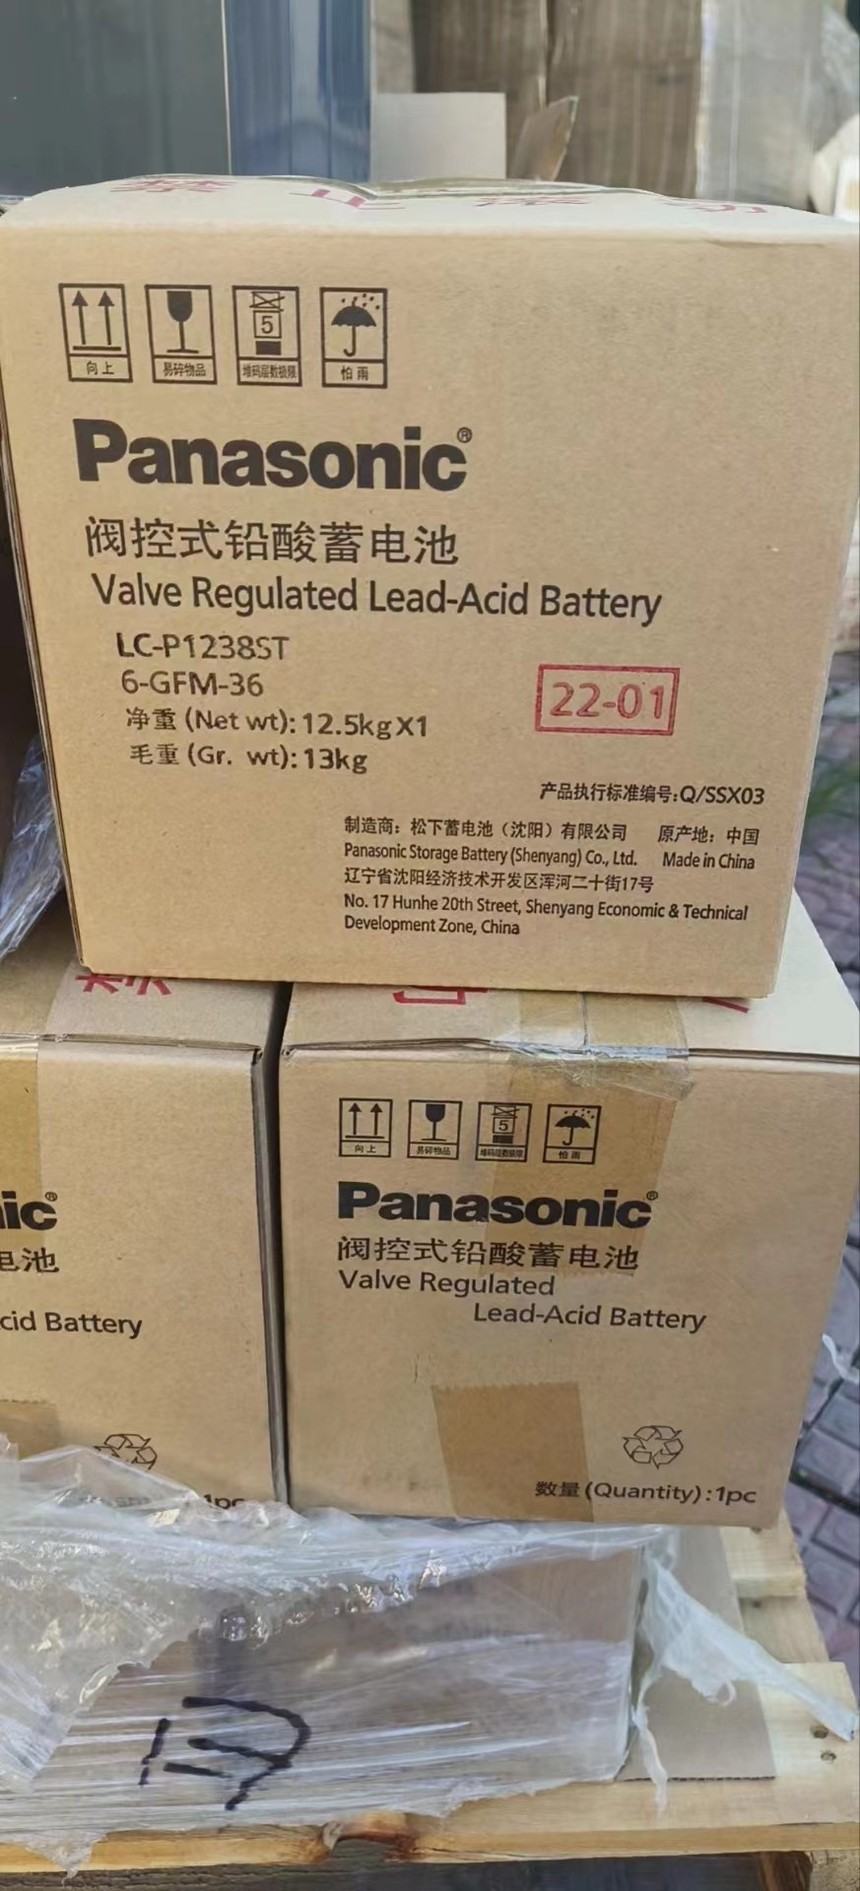 向上 易碎物品 5 堆码层数极限 怕雨
Panasonic®
阀控式铅酸蓄电池
Valve Regulated Lead-Acid Battery
LC-P1238ST
6-GFM-36
22-01
净重 (Net wt): 12.5kgX1
毛重 (Gr. wt): 13kg
产品执行标准编号:Q/SSX03
制造商：松下蓄电池（沈阳）有限公司 原产地：中国
Panasonic Storage Battery (Shenyang) Co., Ltd. Made in China
辽宁省沈阳经济技术开发区浑河二十街17号
No. 17 Hunhe 20th Street, Shenyang Economic & Technical
Development Zone, China
向上 易碎物品 5 堆码层数极限 怕雨
Panasonic®
阀控式铅酸蓄电池
Valve Regulated
Lead-Acid Battery
数量 (Quantity) :1pc
ic®
电池
cid Battery
1pc